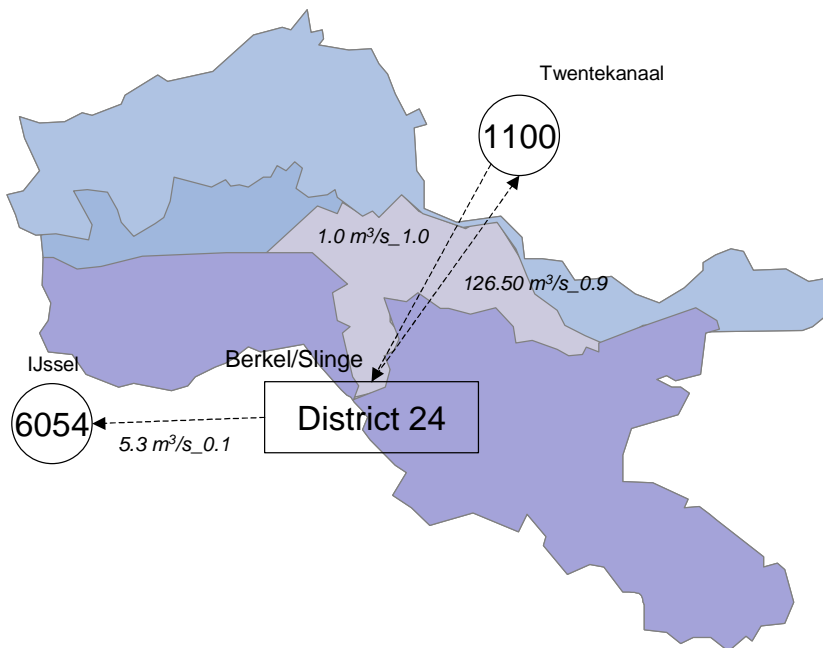 Twentekanaal
1100
1.0 m³/s_1.0
126.50 m³/s_0.9
Berkel/Slinge
IJssel
District 24
6054
5.3 m³/s_0.1